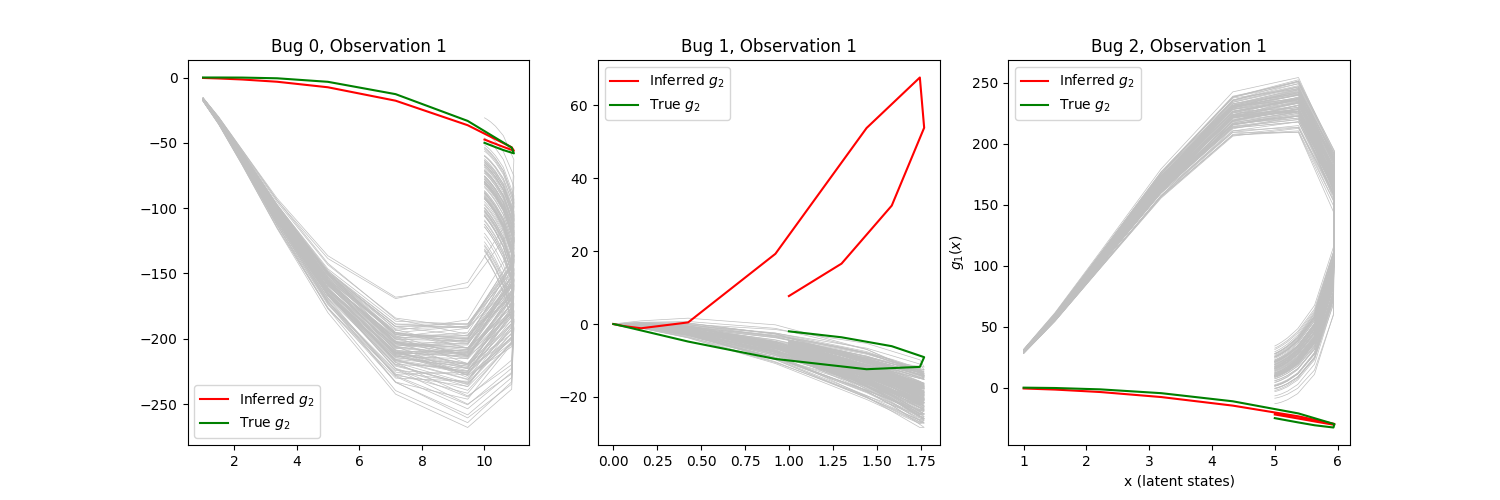 Bug 0, Observation 1
0
−50
−100
−150
−200
−250
Inferred g₂
True g₂
2 4 6 8 10
Bug 1, Observation 1
Inferred g₂
True g₂
60
40
20
0
−20
0.00 0.25 0.50 0.75 1.00 1.25 1.50 1.75
Bug 2, Observation 1
Inferred g₂
True g₂
250
200
150
100
50
0
g₁(x)
1 2 3 4 5 6
x (latent states)